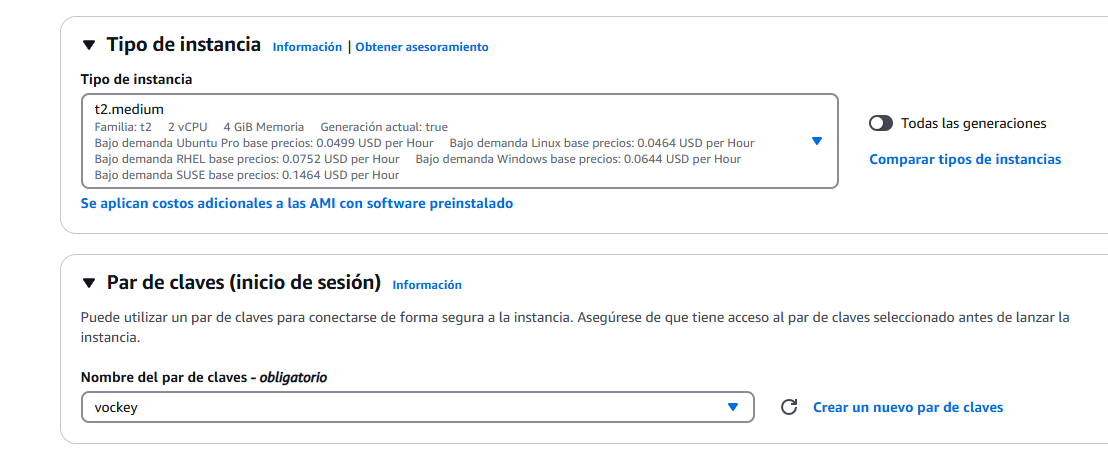 Tipo de instancia Información | Obtener asesoramiento
Tipo de instancia
t2.medium
Familia: t2 2 vCPU 4 GiB Memoria Generación actual: true
Bajo demanda Ubuntu Pro base precios: 0.0499 USD per Hour Bajo demanda Linux base precios: 0.0464 USD per Hour
Bajo demanda RHEL base precios: 0.0752 USD per Hour Bajo demanda Windows base precios: 0.0644 USD per Hour
Bajo demanda SUSE base precios: 0.1464 USD per Hour
Todas las generaciones
Comparar tipos de instancias
Se aplican costos adicionales a las AMI con software preinstalado
Par de claves (inicio de sesión) Información
Puede utilizar un par de claves para conectarse de forma segura a la instancia. Asegúrese de que tiene acceso al par de claves seleccionado antes de lanzar la
instancia.
Nombre del par de claves - obligatorio
vockey
Crear un nuevo par de claves